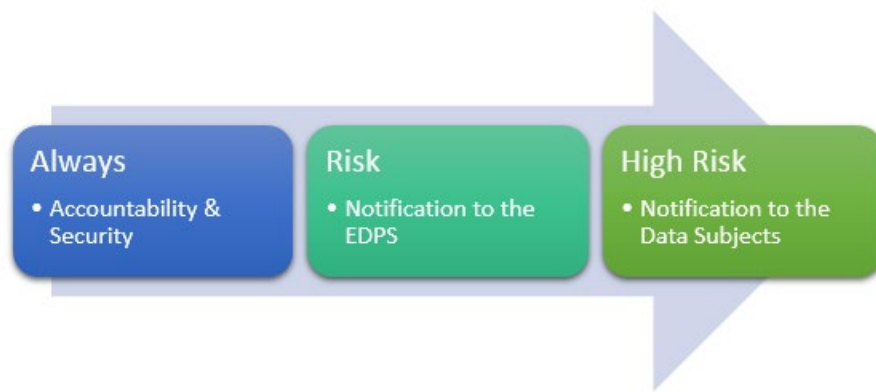 Always
• Accountability &
Security
Risk
• Notification to the
EDPS
High Risk
• Notification to the
Data Subjects